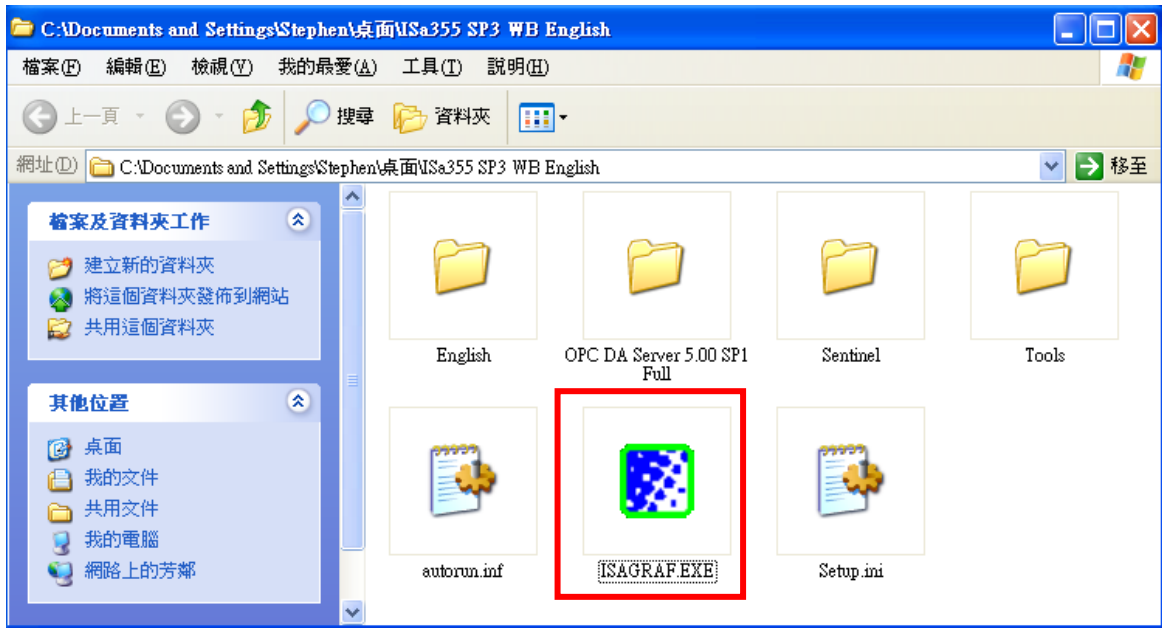 C:\Documents and Settings\Stephen\桌面\ISa355 SP3 WB English
檔案(F) 編輯(E) 檢視(V) 我的最愛(A) 工具(T) 說明(H)
上一頁 搜尋 資料夾
網址(D) C:\Documents and Settings\Stephen\桌面\ISa355 SP3 WB English 移至
檔案及資料夾工作
建立新的資料夾
將這個資料夾發佈到網站
共用這個資料夾
其他位置
桌面
我的文件
共用文件
我的電腦
網路上的芳鄰
English
OPC DA Server 5.00 SP1
Full
Sentinel
Tools
autorun.inf
ISAGRAF.EXE
Setup.ini